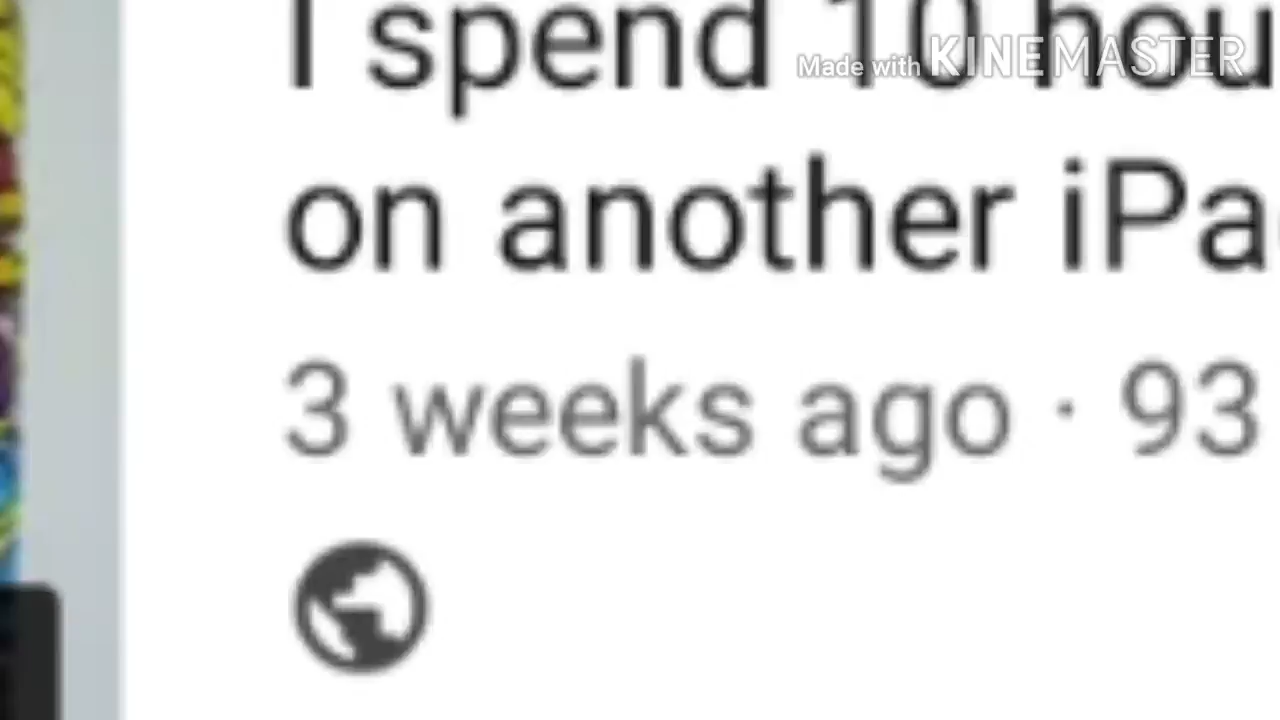 I spend 10 hou
Made with KINEMASTER
on another iPa
3 weeks ago · 93